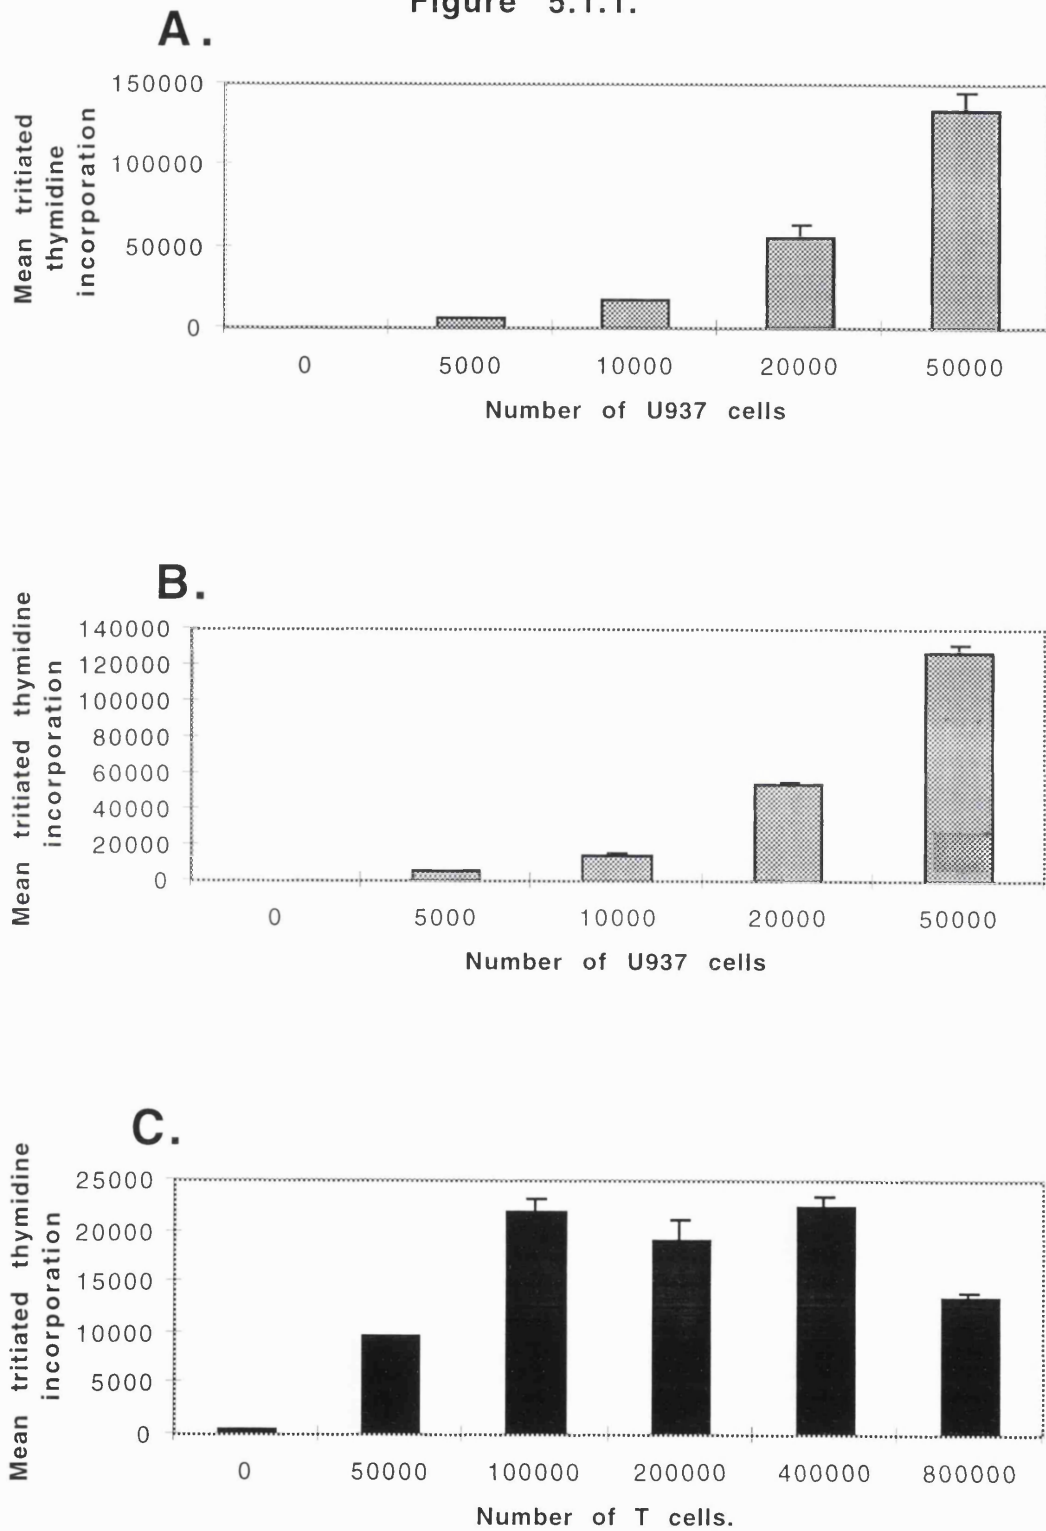 Figure 5.1.1.
A.
Mean tritiated
thymidine
incorporation
150000
100000
50000
0
0 5000 10000 20000 50000
Number of U937 cells
B.
Mean tritiated thymidine
incorporation
140000
120000
100000
80000
60000
40000
20000
0
0 5000 10000 20000 50000
Number of U937 cells
C.
Mean tritiated thymidine
incorporation
25000
20000
15000
10000
5000
0
0 50000 100000 200000 400000 800000
Number of T cells.